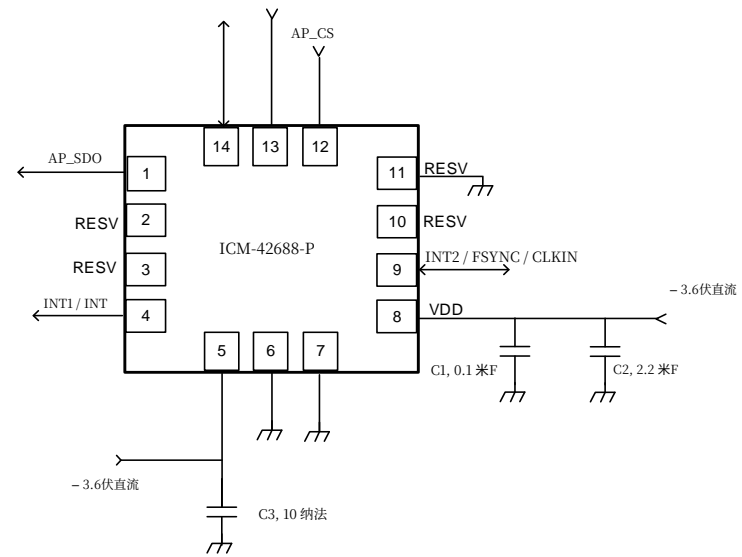 AP_CS
14
13
12
AP_SDO
1
11
RESV
RESV
2
10
RESV
ICM-42688-P
RESV
3
9
INT2 / FSYNC / CLKIN
INT1 / INT
4
8
VDD
– 3.6伏直流
5
6
7
C1, 0.1 米F
C2, 2.2 米F
– 3.6伏直流
C3, 10 纳法